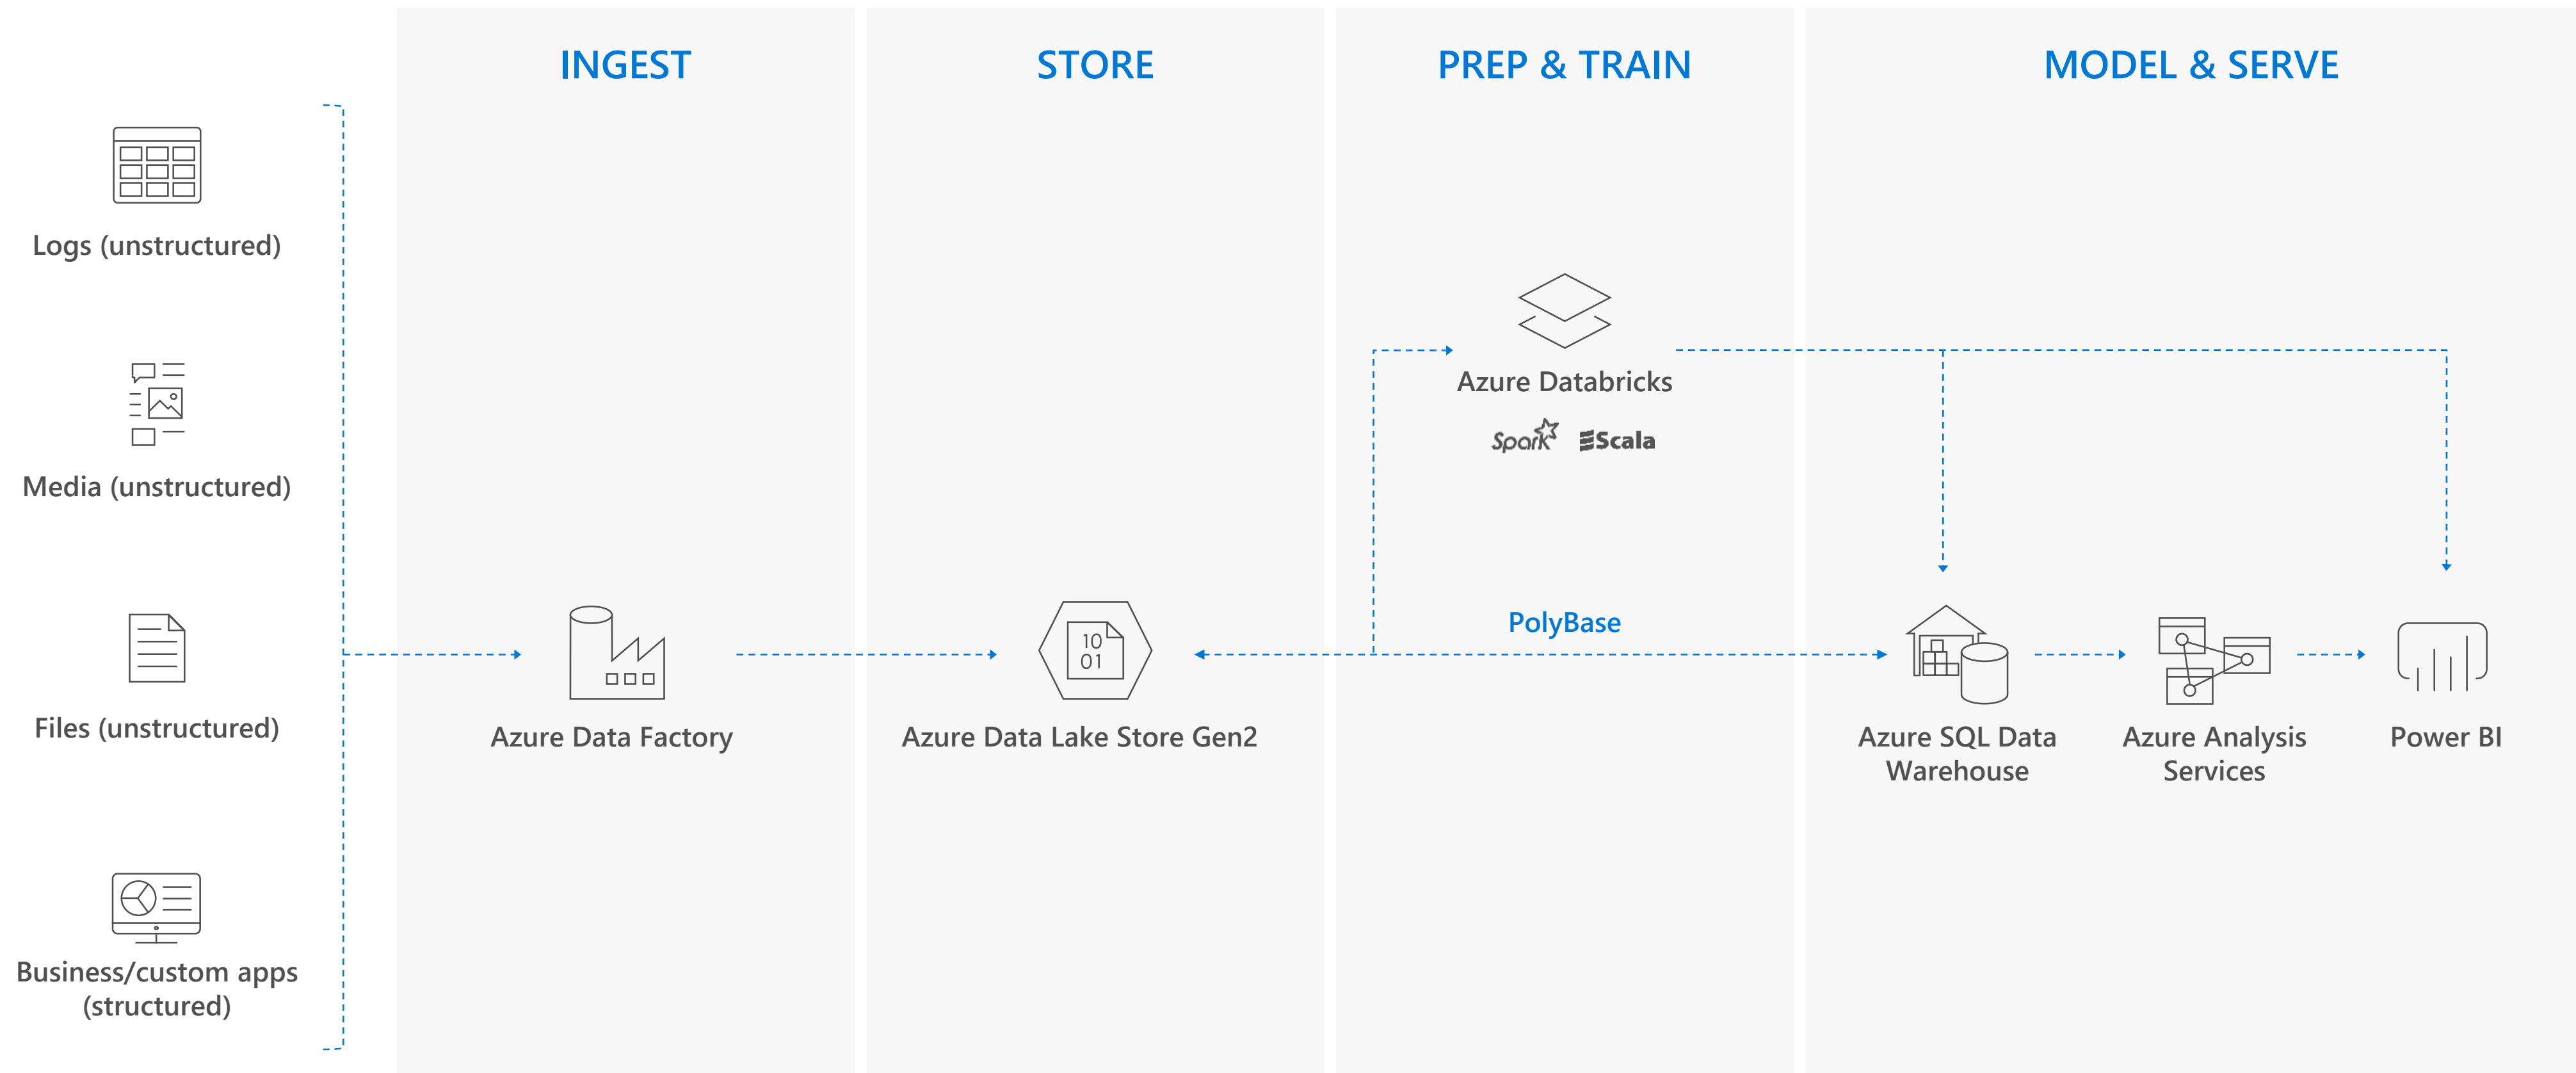 INGEST
STORE
PREP & TRAIN
MODEL & SERVE
Logs (unstructured)
Media (unstructured)
Files (unstructured)
Business/custom apps
(structured)
Azure Data Factory
10
01
Azure Data Lake Store Gen2
Azure Databricks
Spark
Scala
PolyBase
Azure SQL Data
Warehouse
Azure Analysis
Services
Power BI